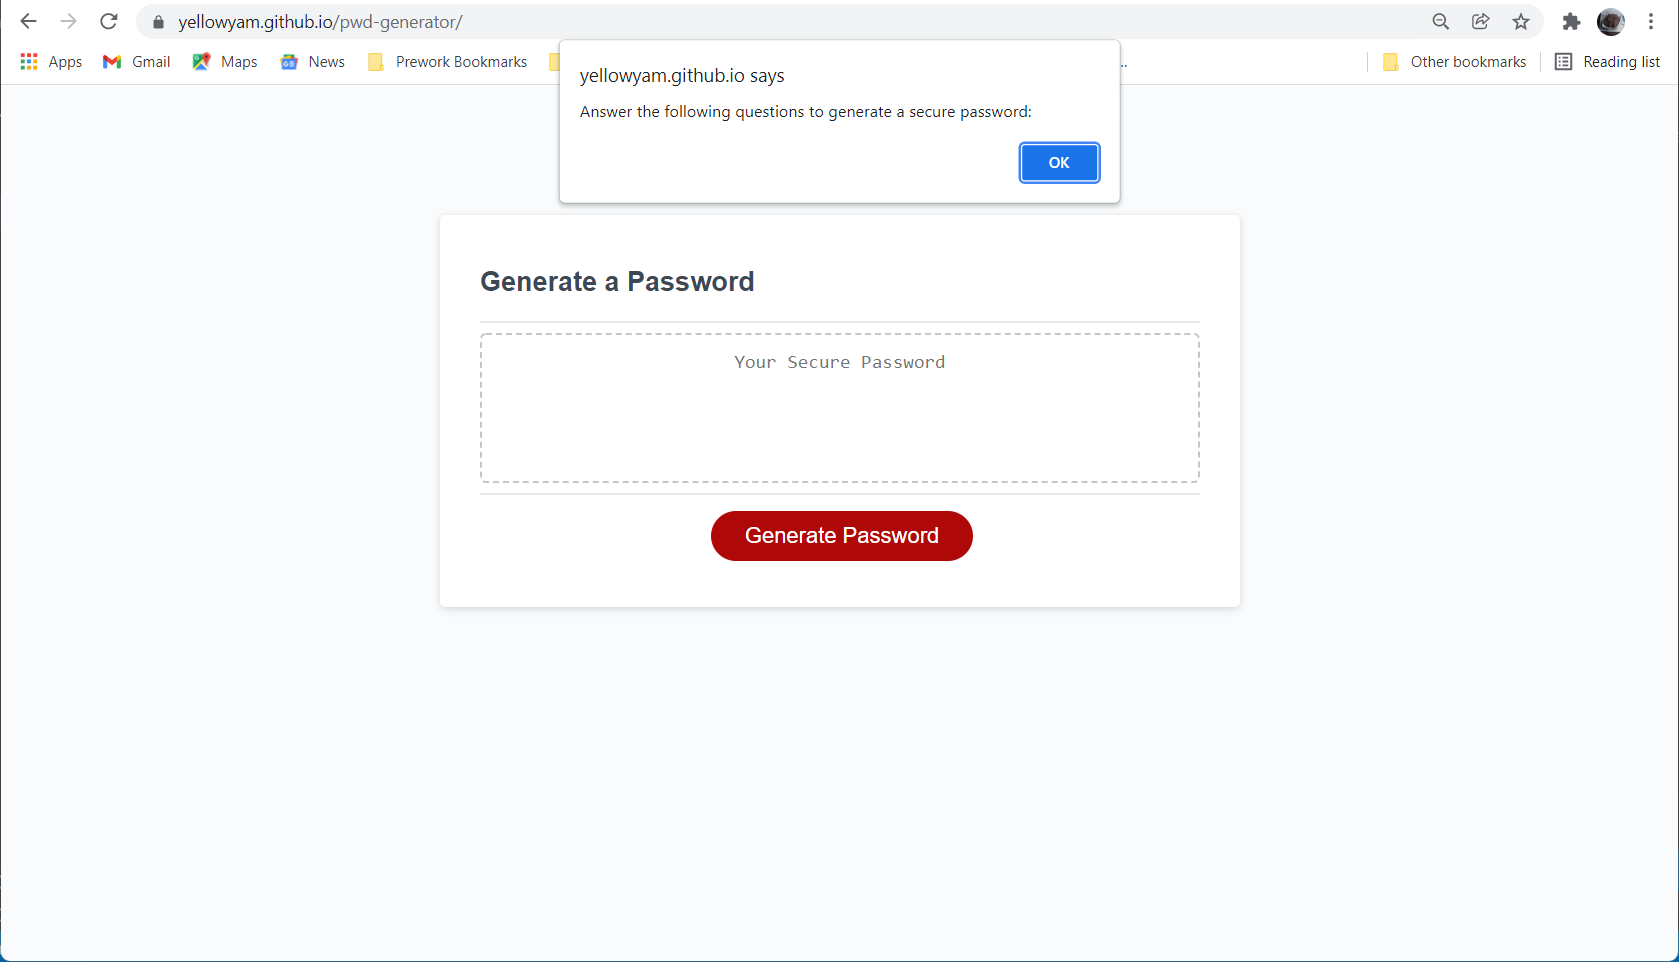 yellowyam.github.io/pwd-generator/
Apps Gmail Maps News Prework Bookmarks .. Other bookmarks Reading list
yellowyam.github.io says
Answer the following questions to generate a secure password:
OK
Generate a Password
Your Secure Password
Generate Password